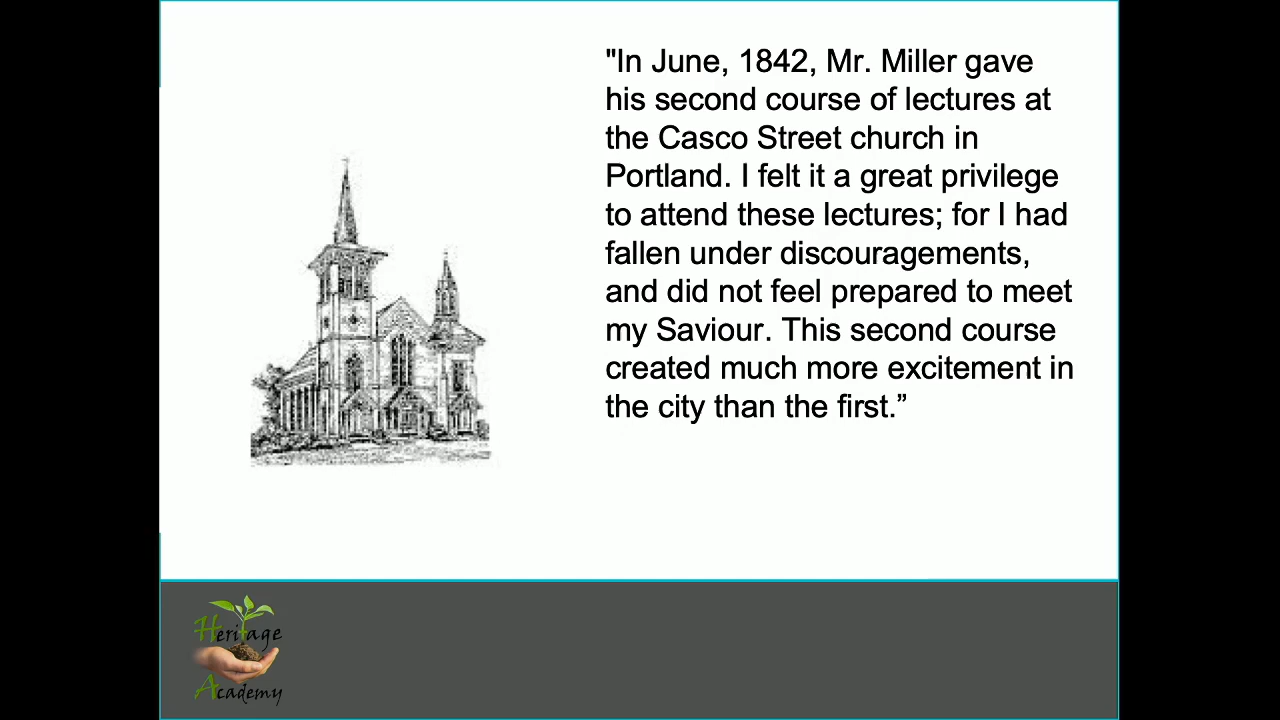 "In June, 1842, Mr. Miller gave
his second course of lectures at
the Casco Street church in
Portland. I felt it a great privilege
to attend these lectures; for I had
fallen under discouragements,
and did not feel prepared to meet
my Saviour. This second course
created much more excitement in
the city than the first.”
Heritage
Academy